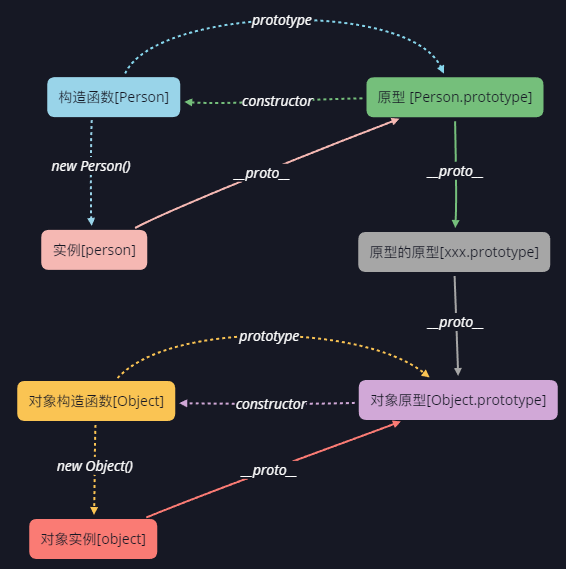 prototype
构造函数[Person]
constructor
原型 [Person.prototype]
new Person()
__proto__
__proto__
实例[person]
原型的原型[xxx.prototype]
__proto__
prototype
对象构造函数[Object]
constructor
对象原型[Object.prototype]
new Object()
__proto__
对象实例[object]